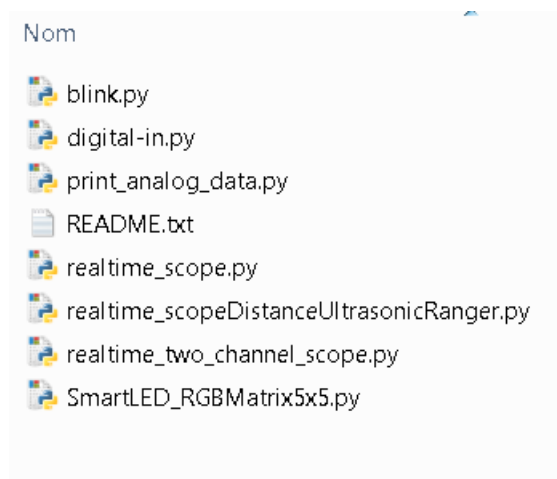 Nom
blink.py
digital-in.py
print_analog_data.py
README.txt
realtime_scope.py
realtime_scopeDistanceUltrasonicRanger.py
realtime_two_channel_scope.py
SmartLED_RGBMatrix5x5.py